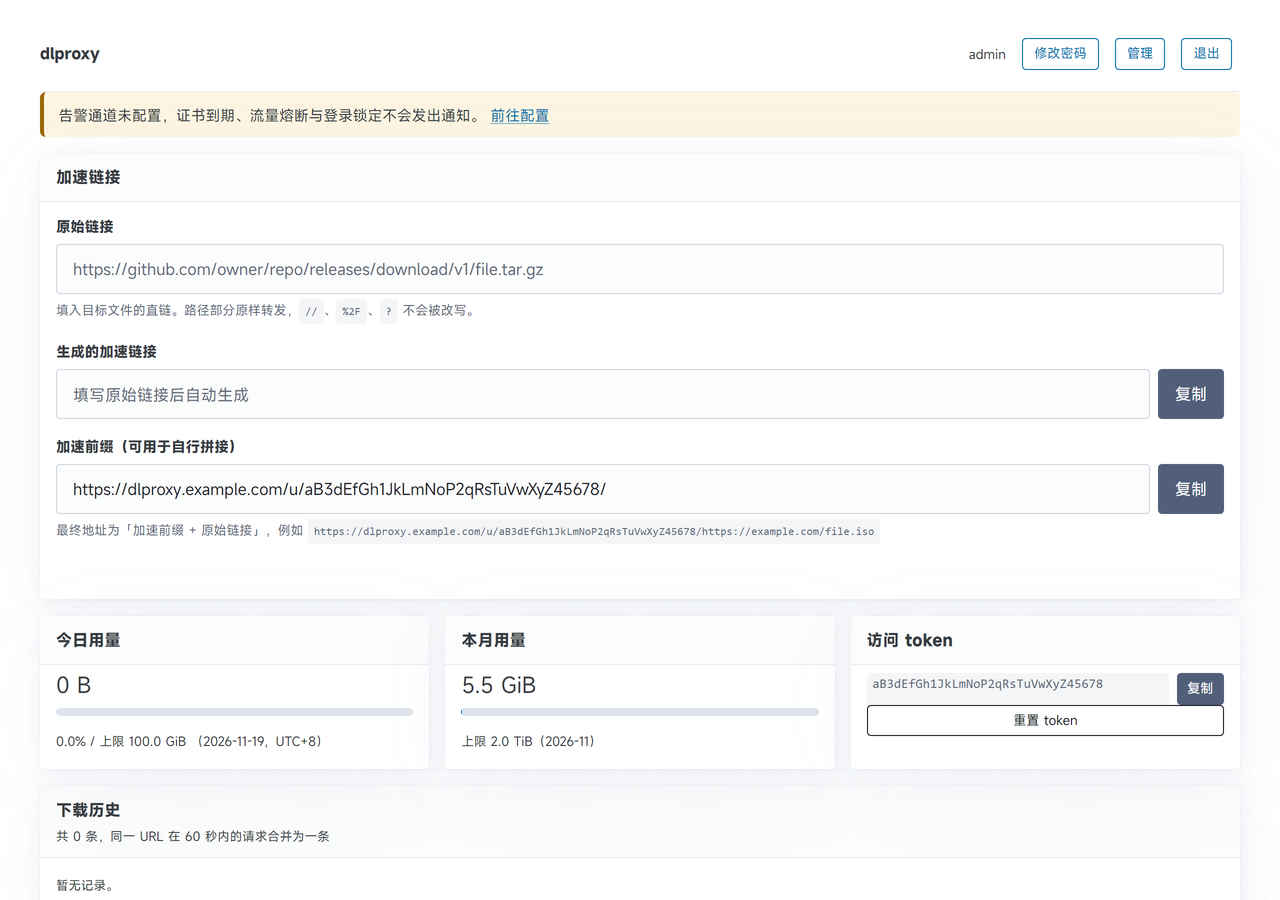 dlproxy
admin 修改密码 管理 退出
告警通道未配置，证书到期、流量熔断与登录锁定不会发出通知。 前往配置
加速链接
原始链接
https://github.com/owner/repo/releases/download/v1/file.tar.gz
填入目标文件的直链。路径部分原样转发， // 、 %2F 、 ? 不会被改写。
生成的加速链接
填写原始链接后自动生成 复制
加速前缀（可用于自行拼接）
https://dlproxy.example.com/u/aB3dEfGh1JkLmNoP2qRsTuVwXyZ45678/ 复制
最终地址为「加速前缀 + 原始链接」，例如 https://dlproxy.example.com/u/aB3dEfGh1JkLmNoP2qRsTuVwXyZ45678/https://example.com/file.iso
今日用量
0 B
0.0% / 上限 100.0 GiB （2026-11-19，UTC+8）
本月用量
5.5 GiB
上限 2.0 TiB（2026-11）
访问 token
aB3dEfGh1JkLmNoP2qRsTuVwXyZ45678 复制
重置 token
下载历史
共 0 条，同一 URL 在 60 秒内的请求合并为一条
暂无记录。